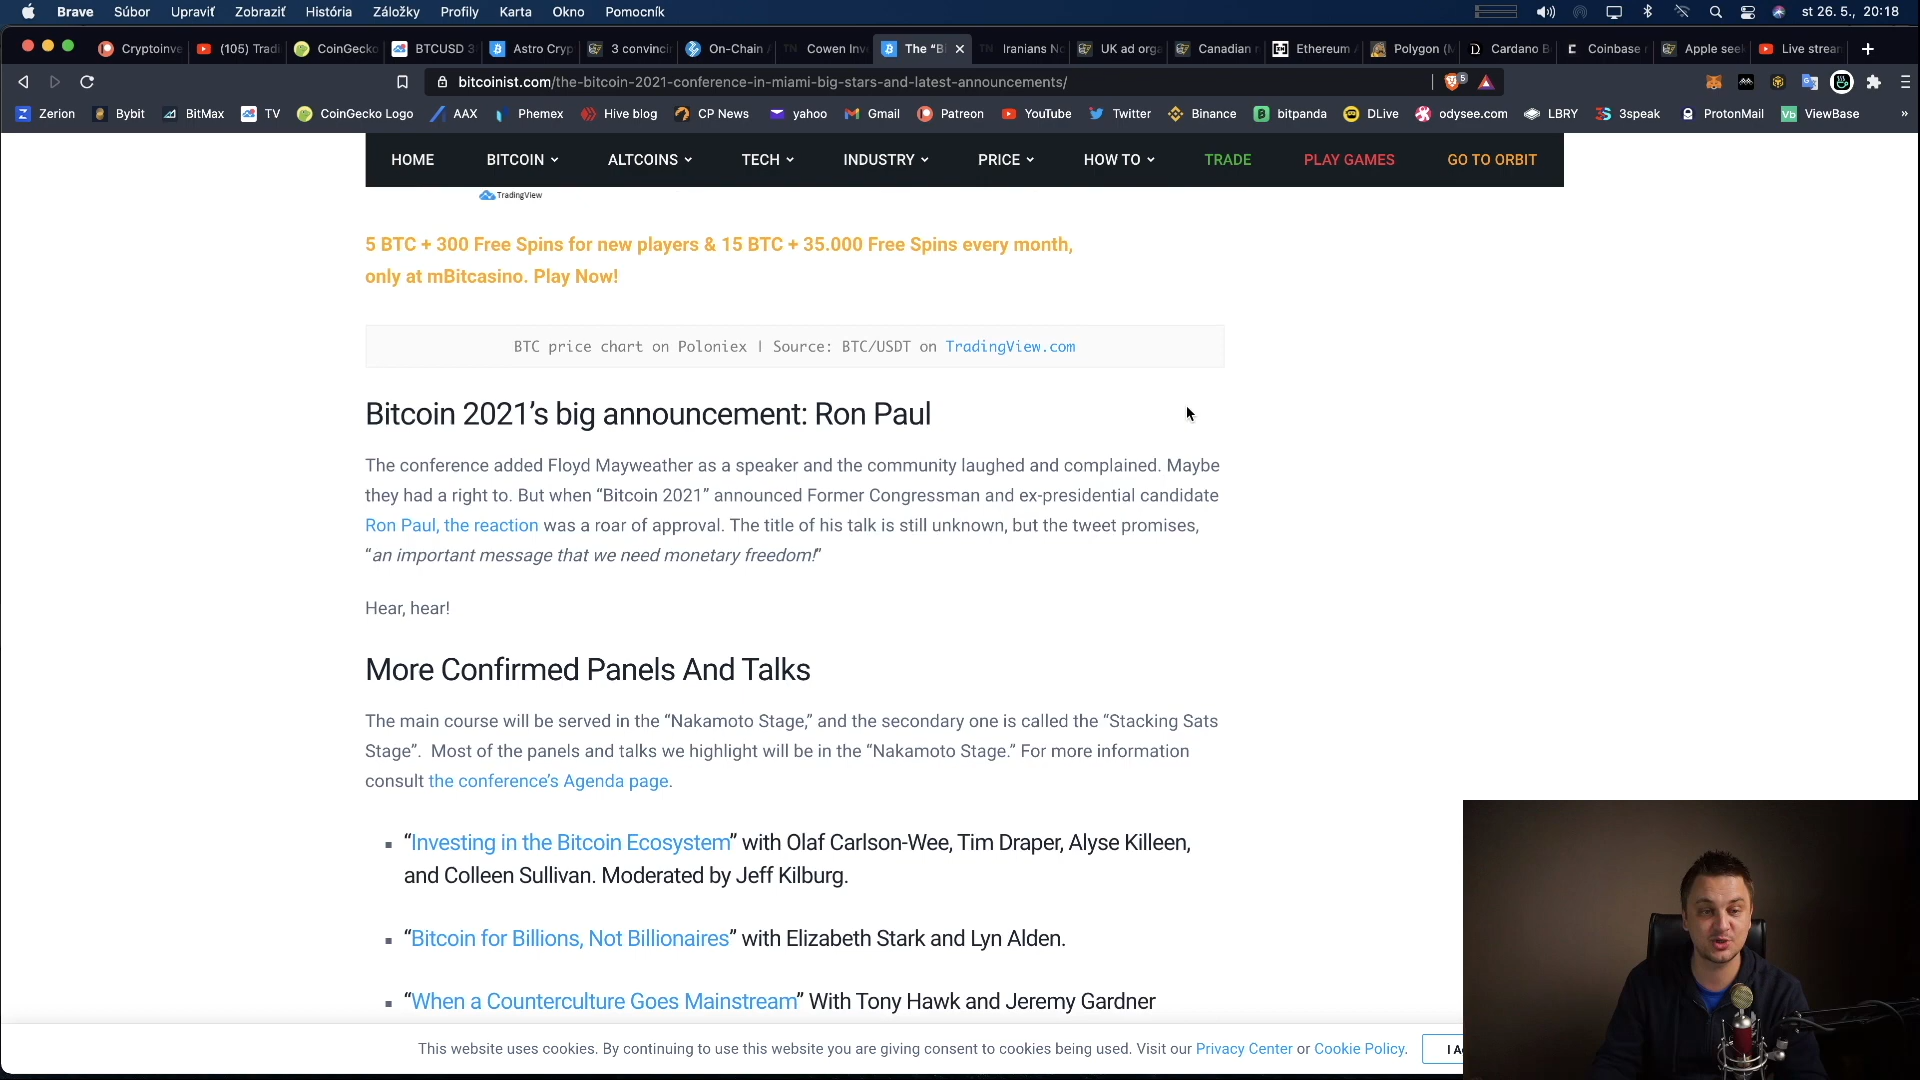 Brave Súbor Upraviť Zobraziť História Záložky Profily Karta Okno Pomocník st 26. 5., 20:18
Cryptoinve (105) Tradi CoinGecko BTCUSD 3 Astro Cryp 3 convincin On-Chain A Cowen Inv The “Bi Iranians No UK ad orga Canadian r Ethereum A Polygon (M Cardano B Coinbase r Apple seek Live strear
bitcoinist.com/the-bitcoin-2021-conference-in-miami-big-stars-and-latest-announcements/ 5
Zerion Bybit BitMax TV CoinGecko Logo AAX Phemex Hive blog CP News yahoo Gmail Patreon YouTube Twitter Binance bitpanda DLive odysee.com LBRY 3speak ProtonMail ViewBase »
HOME BITCOIN ALTCOINS TECH INDUSTRY PRICE HOW TO TRADE PLAY GAMES GO TO ORBIT
TradingView
5 BTC + 300 Free Spins for new players & 15 BTC + 35.000 Free Spins every month,
only at mBitcasino. Play Now!
BTC price chart on Poloniex | Source: BTC/USDT on TradingView.com
Bitcoin 2021’s big announcement: Ron Paul
The conference added Floyd Mayweather as a speaker and the community laughed and complained. Maybe
they had a right to. But when “Bitcoin 2021” announced Former Congressman and ex-presidential candidate
Ron Paul, the reaction was a roar of approval. The title of his talk is still unknown, but the tweet promises,
“an important message that we need monetary freedom!”
Hear, hear!
More Confirmed Panels And Talks
The main course will be served in the “Nakamoto Stage,” and the secondary one is called the “Stacking Sats
Stage”. Most of the panels and talks we highlight will be in the “Nakamoto Stage.” For more information
consult the conference’s Agenda page.
“Investing in the Bitcoin Ecosystem” with Olaf Carlson-Wee, Tim Draper, Alyse Killeen,
and Colleen Sullivan. Moderated by Jeff Kilburg.
“Bitcoin for Billions, Not Billionaires” with Elizabeth Stark and Lyn Alden.
“When a Counterculture Goes Mainstream” With Tony Hawk and Jeremy Gardner
This website uses cookies. By continuing to use this website you are giving consent to cookies being used. Visit our Privacy Center or Cookie Policy. I A